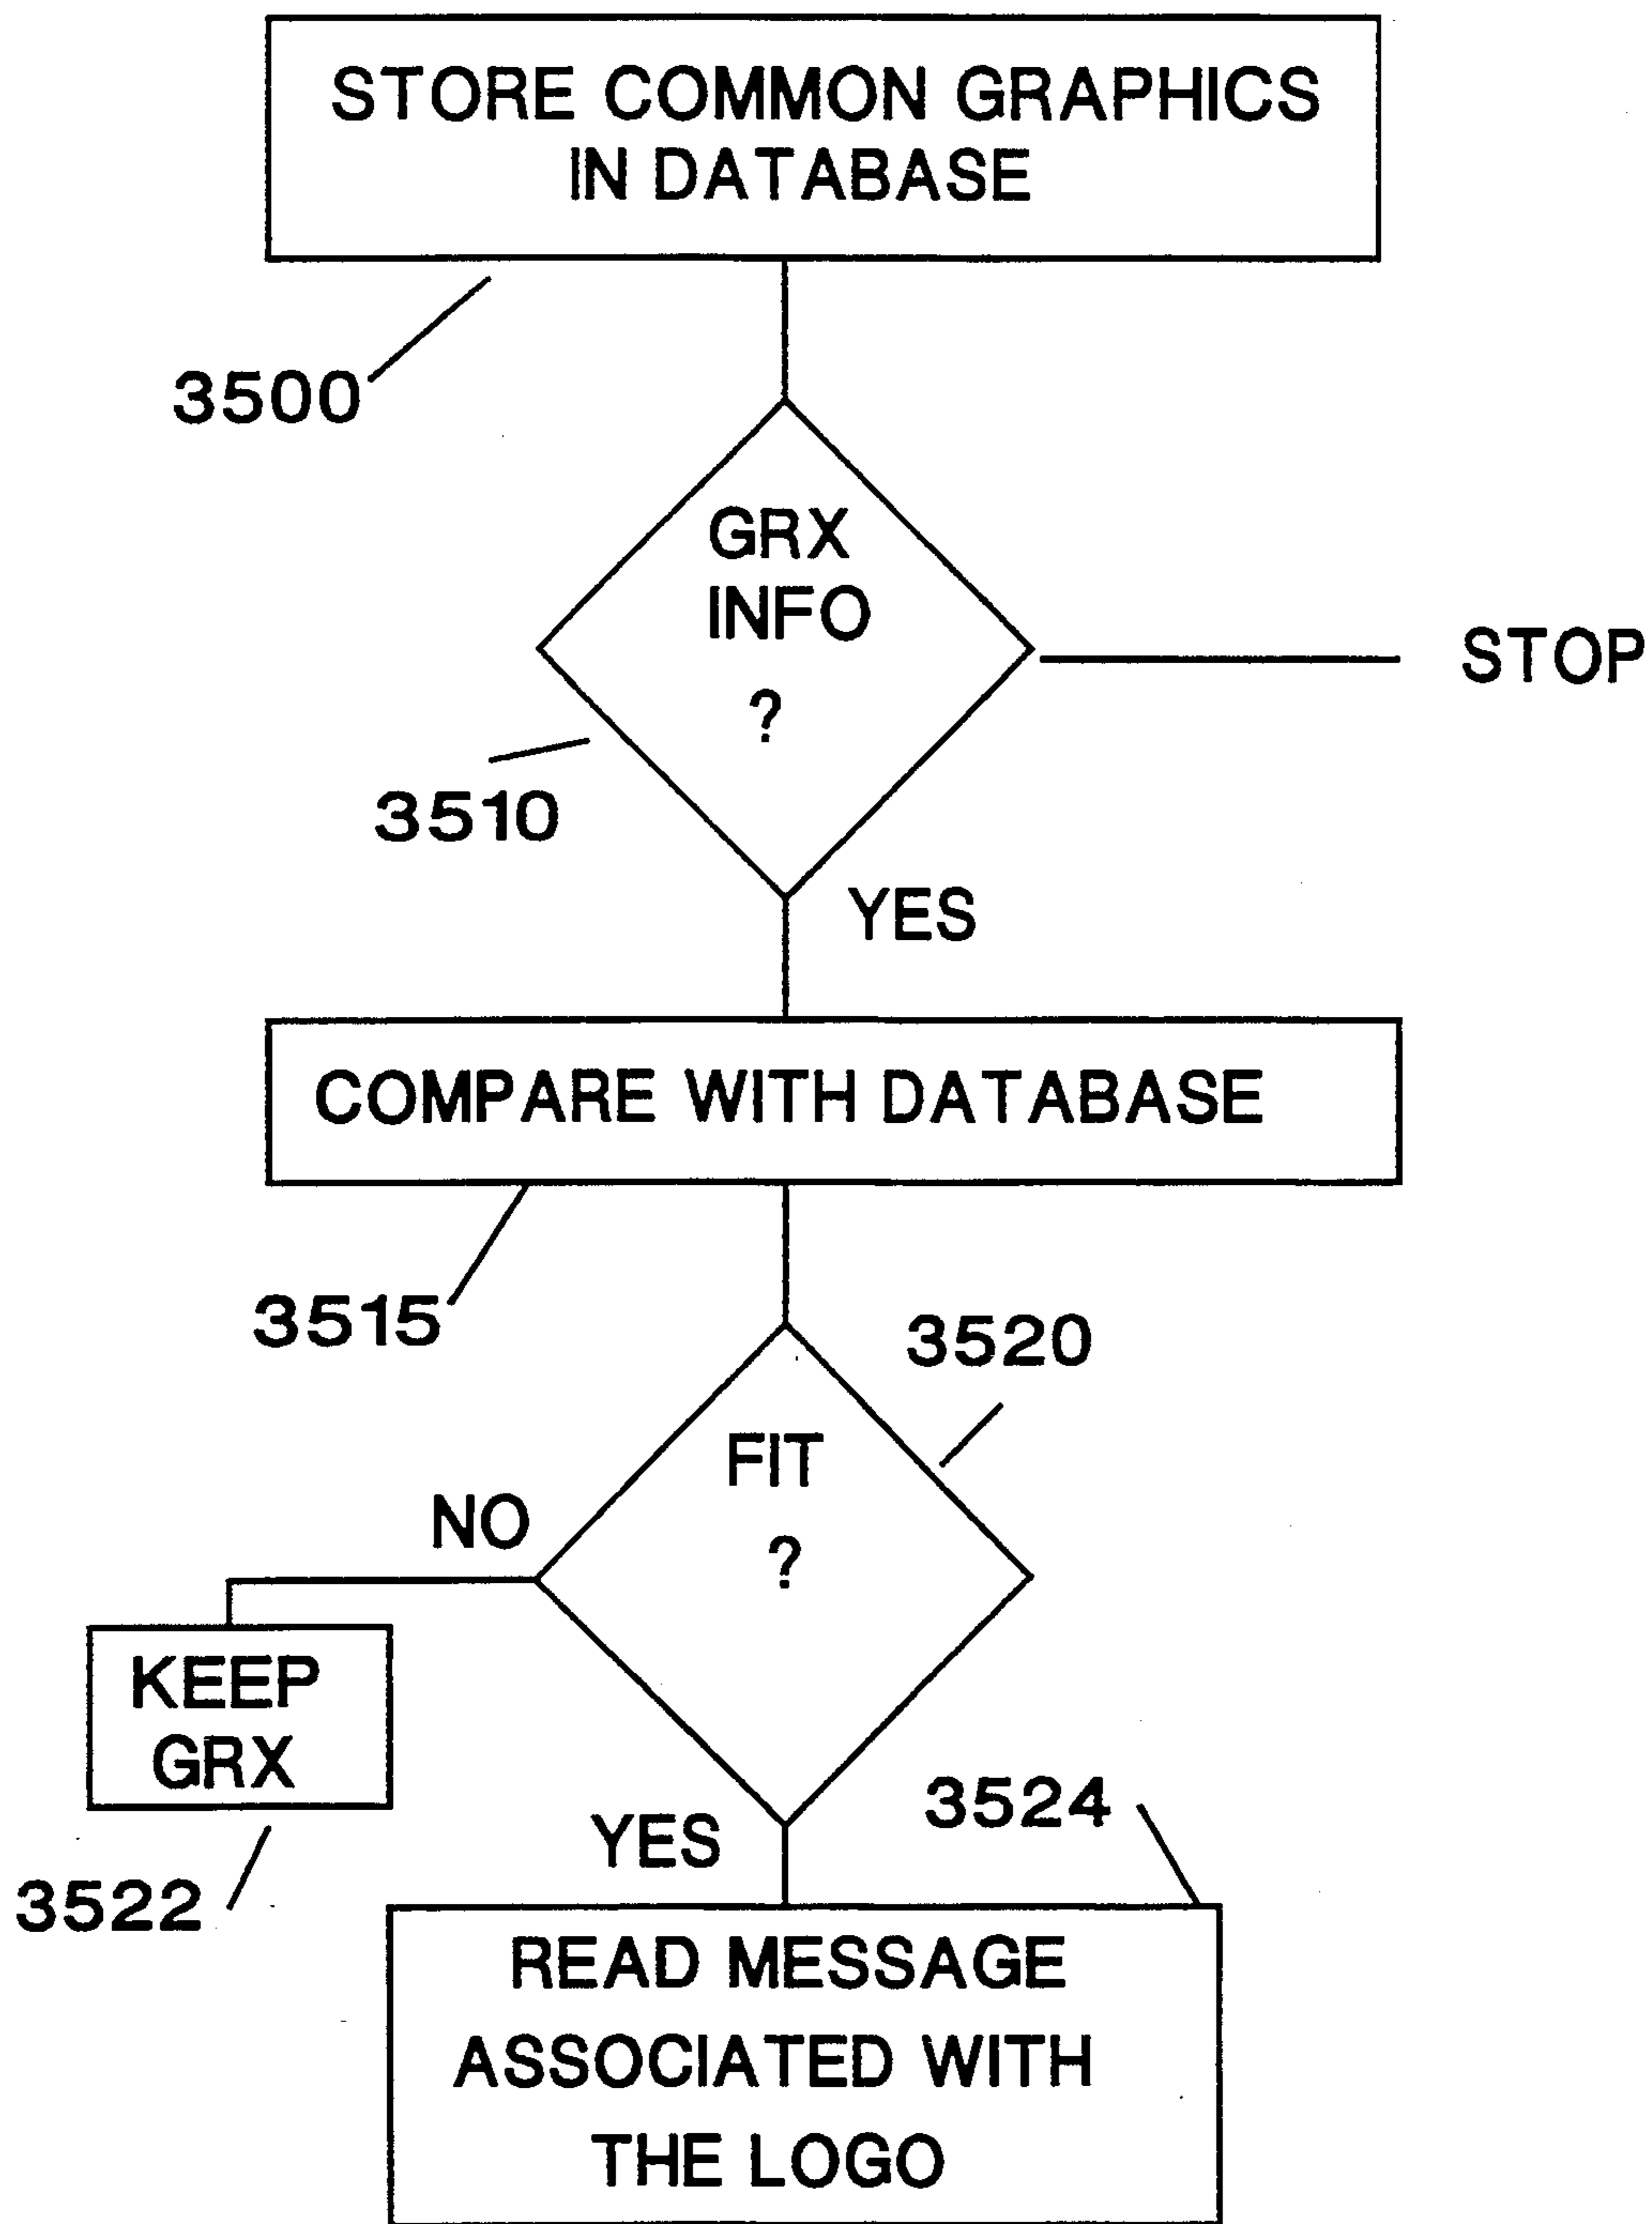 STORE COMMON GRAPHICS
IN DATABASE
3500
GRX
INFO
?
STOP
3510
YES
COMPARE WITH DATABASE
3515
3520
FIT
?
NO
KEEP
GRX
3522
YES
3524
READ MESSAGE
ASSOCIATED WITH
THE LOGO